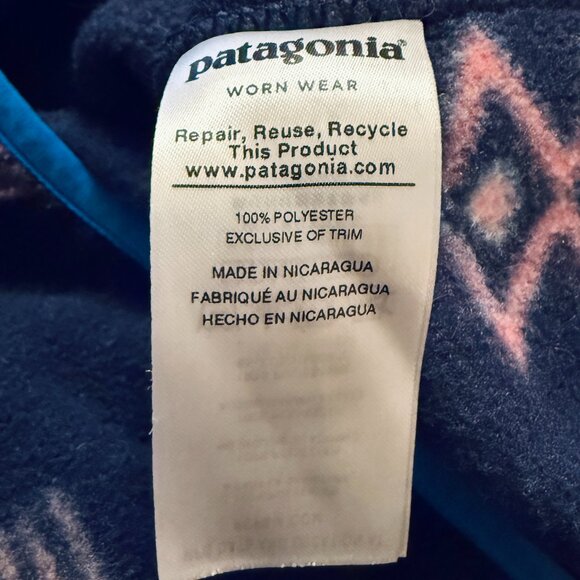 patagonia®
WORN WEAR
Repair, Reuse, Recycle
This Product
www.patagonia.com
100% POLYESTER
EXCLUSIVE OF TRIM
MADE IN NICARAGUA
FABRIQUÉ AU NICARAGUA
HECHO EN NICARAGUA